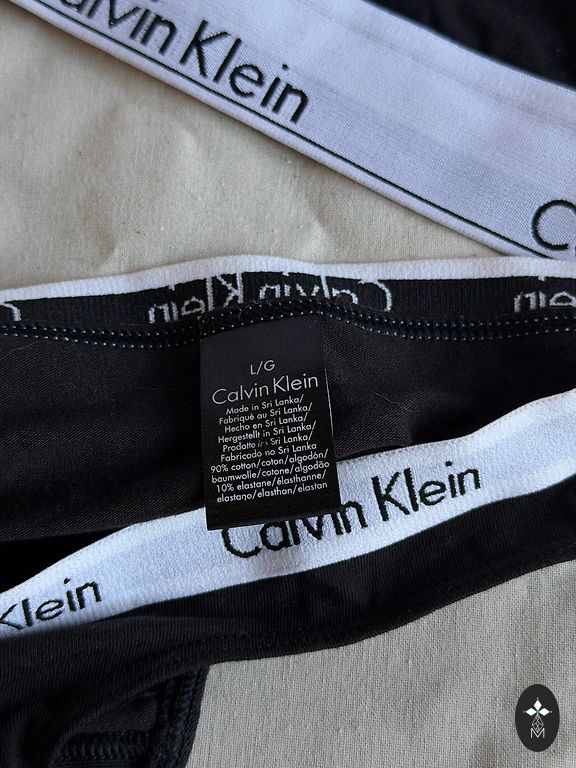 Calvin Klein
C
Calvin Klein
L/G
Calvin Klein
Made in Sri Lanka/
Fabriqué au Sri Lanka/
Hecho en Sri Lanka/
Hergestellt in Sri Lanka/
Prodotto in Sri Lanka/
Fabricado no Sri Lanka
90% cotton/coton/algodón/
baumwolle/cotone/algodão
10% elastane/élasthanne/
elastano/elasthan/elastan
Calvin Klein
Klein
M